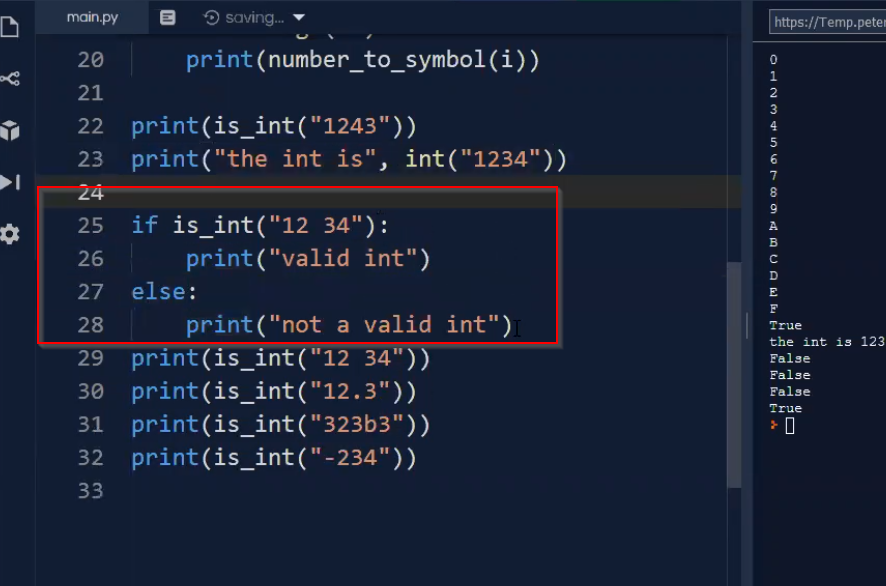 main.py
saving...
https://Temp.peter
20 print(number_to_symbol(i))
21
22 print(is_int("1243"))
23 print("the int is", int("1234"))
24
25 if is_int("12 34"):
26 print("valid int")
27 else:
28 print("not a valid int")
29 print(is_int("12 34"))
30 print(is_int("12.3"))
31 print(is_int("323b3"))
32 print(is_int("-234"))
33
0
1
2
3
4
5
6
7
8
9
A
B
C
D
E
F
True
the int is 123
False
False
False
True